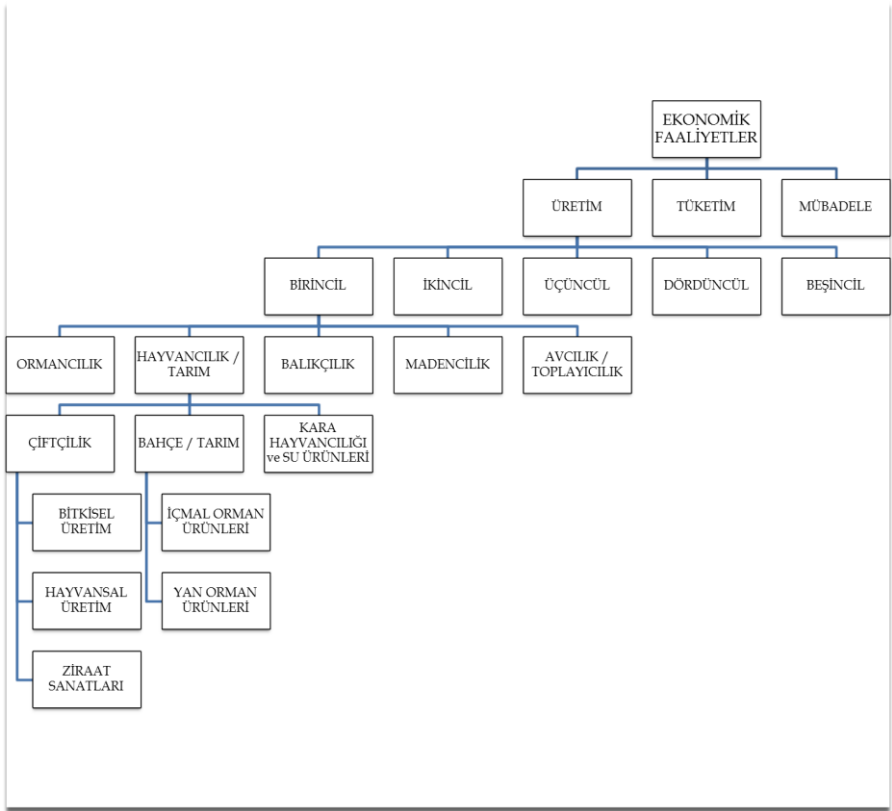 EKONOMİK
FAALİYETLER
ÜRETİM
TÜKETİM
MÜBADELE
BİRİNCİL
İKİNCİL
ÜÇÜNCÜL
DÖRDÜNCÜL
BEŞİNCİL
ORMANCILIK
HAYVANCILIK /
TARIM
BALIKÇILIK
MADENCİLİK
AVCILIK /
TOPLAYICILIK
ÇİFTÇİLİK
BAHÇE / TARIM
KARA
HAYVANCILIĞI
ve SU ÜRÜNLERİ
BİTKİSEL
ÜRETİM
İÇMAL ORMAN
ÜRÜNLERİ
HAYVANSAL
ÜRETİM
YAN ORMAN
ÜRÜNLERİ
ZİRAAT
SANATLARI